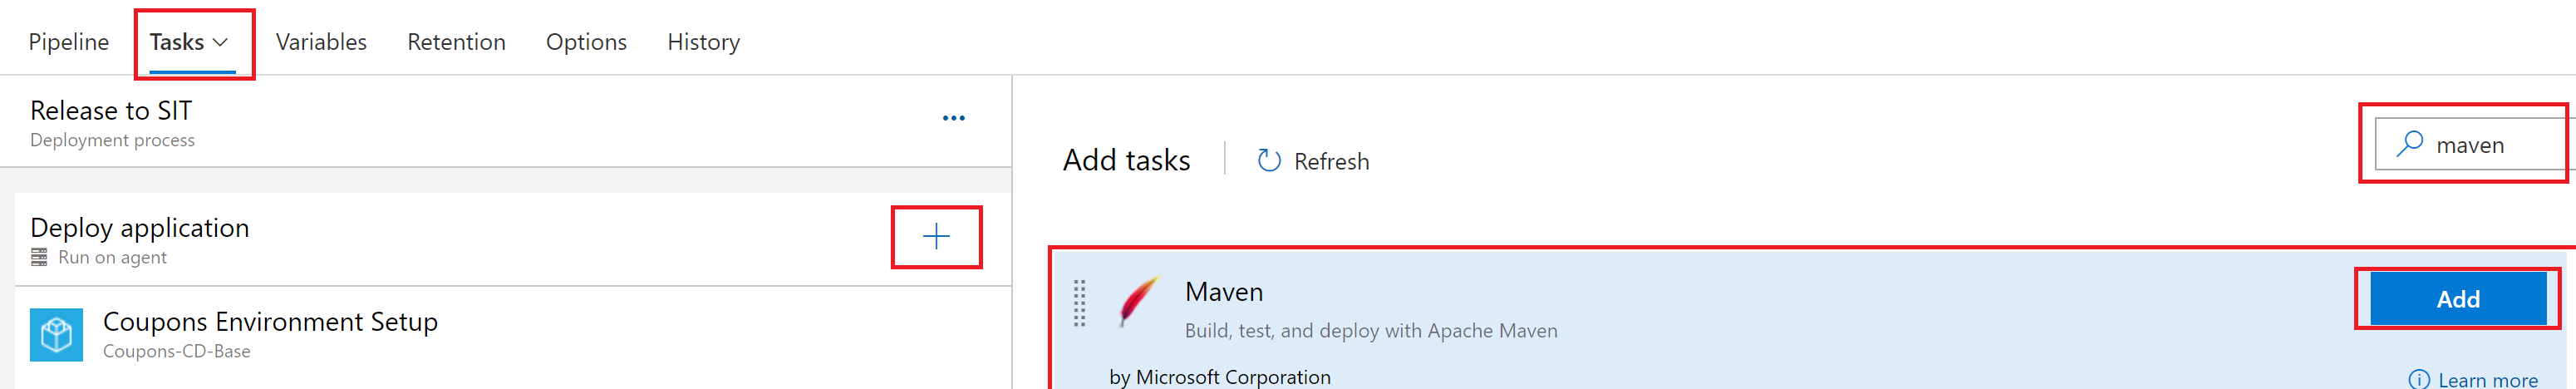 Pipeline Tasks Variables Retention Options History
Release to SIT
Deployment process
Deploy application
Run on agent
Coupons Environment Setup
Coupons-CD-Base
Add tasks Refresh
maven
Maven
Add
Build, test, and deploy with Apache Maven
by Microsoft Corporation
Learn more